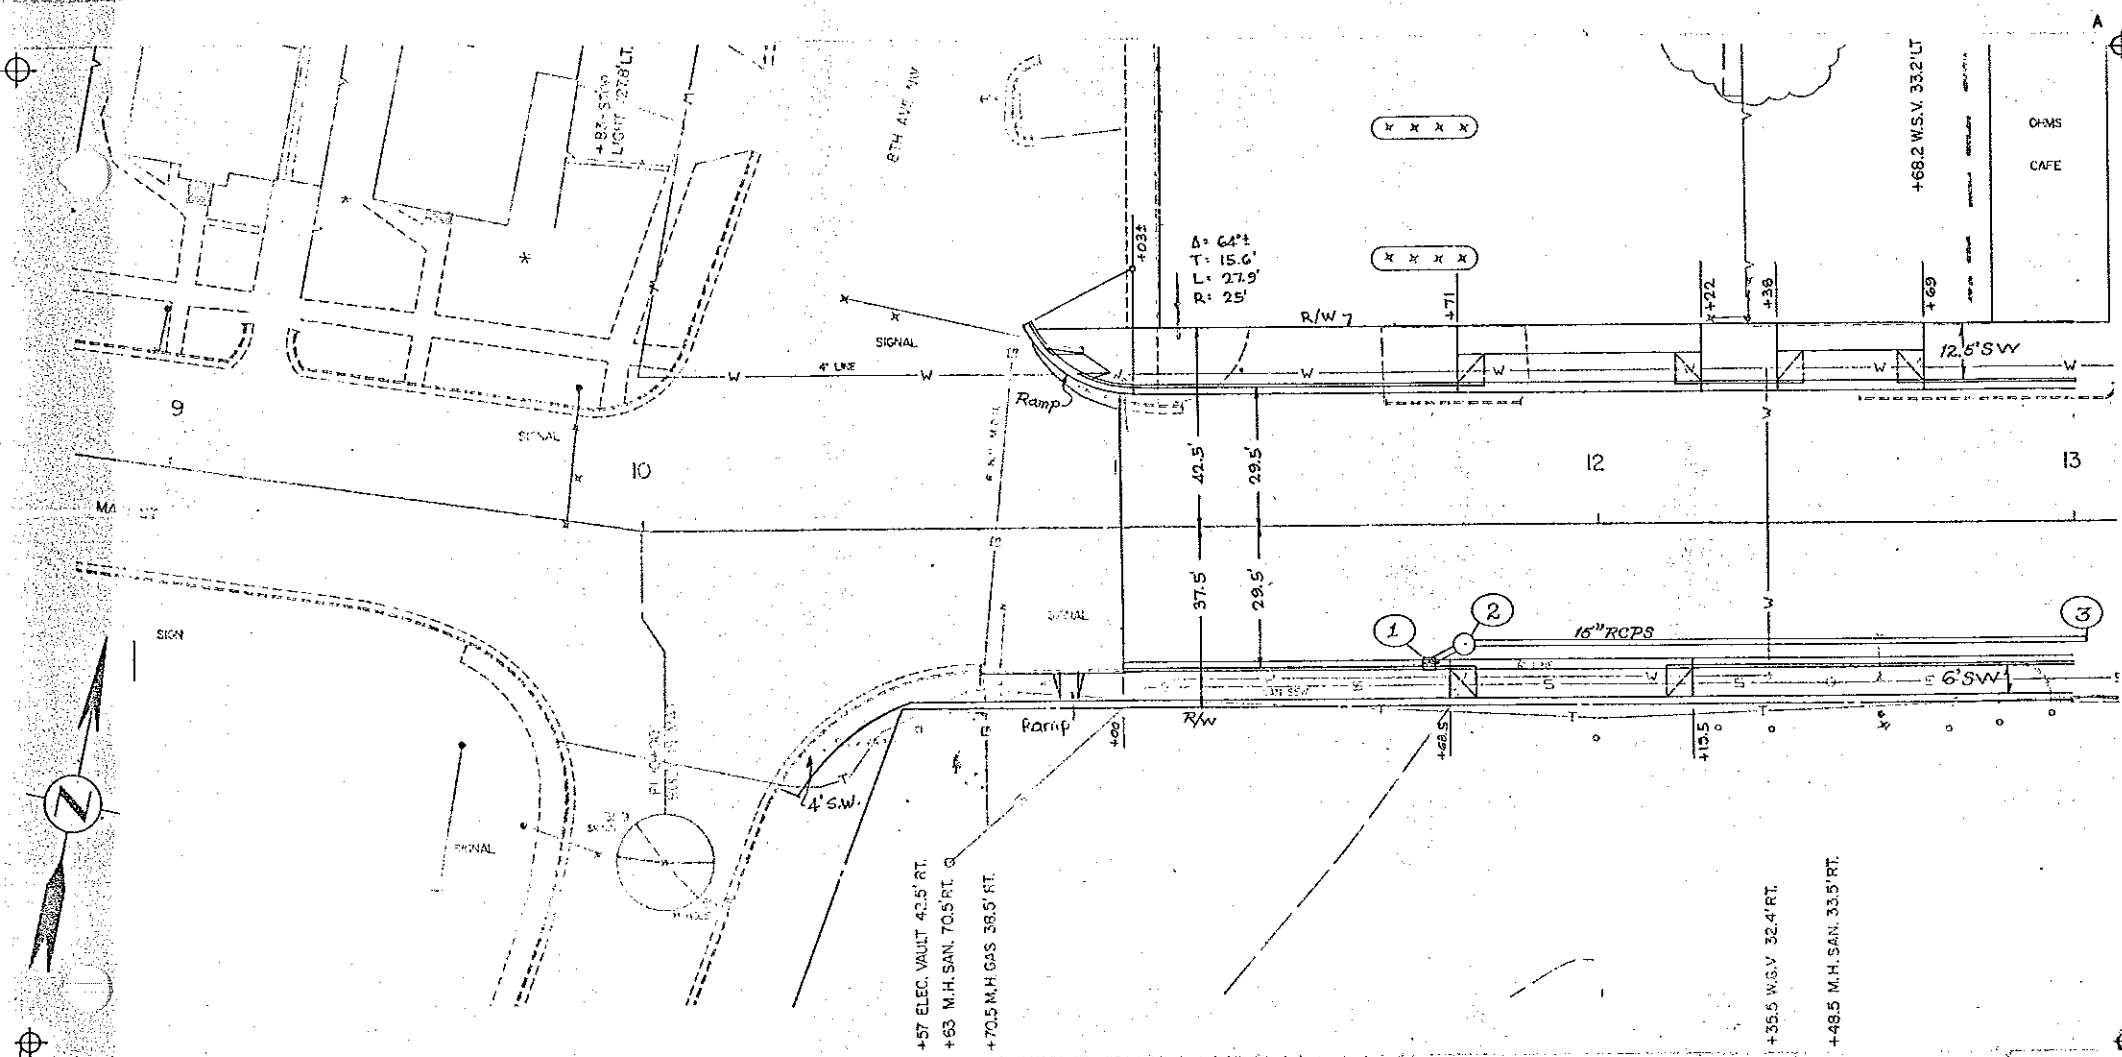 A
+83-STOP
LIGHT 27.8' LT.
8TH AVE NW
+68.2 W.S.V. 33.2' LT
OHMS
CAFE
+03±
Δ= 64°±
T= 15.6'
L= 27.9'
R= 25'
R/W
+71
+22
+38
+69
12.5' SW
SIGNAL
4" LINE
W
W
W
W
W
W
Ramp
9
SIGNAL
10
12
13
42.5'
29.5'
37.5'
29.5'
SIGN
SIGNAL
1
2
3
15" RCPS
6' SW
Ramp
+00
R/W
+68.5
+19.5
4' S.W.
T
T
T
N
SIGNAL
+57 ELEC. VAULT 42.5' RT.
+63 M.H. SAN. 70.5' RT.
+70.5 M.H. GAS 38.5' RT.
+35.5 W.G.V 32.4' RT.
+48.5 M.H. SAN. 33.5' RT.